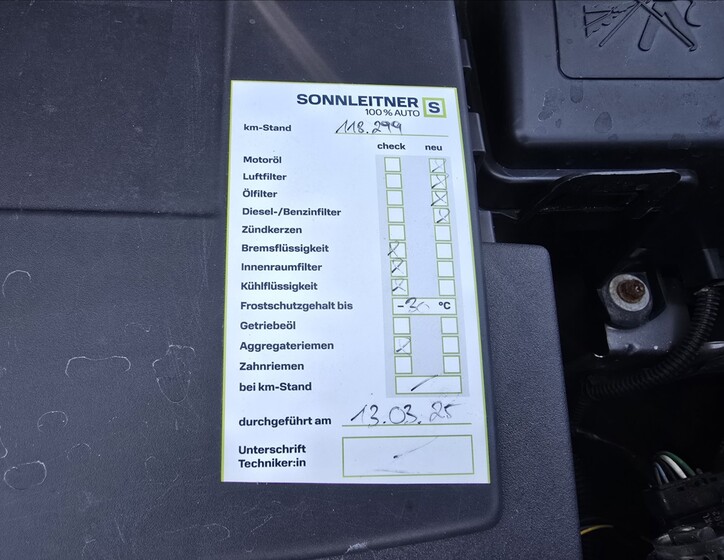 SONNLEITNER S
100 % AUTO
km-Stand 118.299
check neu
Motoröl
Luftfilter
Ölfilter
Diesel-/Benzinfilter
Zündkerzen
Bremsflüssigkeit
Innenraumfilter
Kühlflüssigkeit
Frostschutzgehalt bis -30 °C
Getriebeöl
Aggregateriemen
Zahnriemen
bei km-Stand
durchgeführt am 13.03.25
Unterschrift
Techniker:in